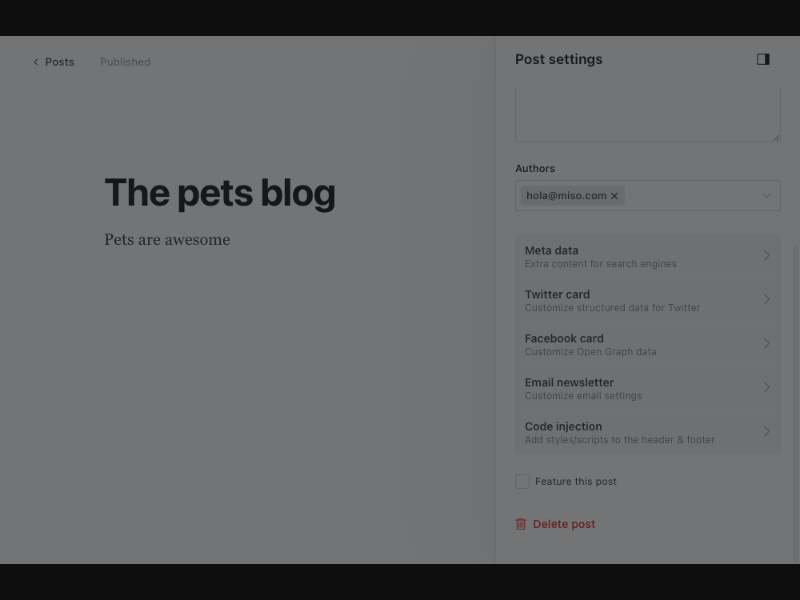 Posts
Published
The pets blog
Pets are awesome
Post settings
Authors
hola@miso.com
Meta data
Extra content for search engines
Twitter card
Customize structured data for Twitter
Facebook card
Customize Open Graph data
Email newsletter
Customize email settings
Code injection
Add styles/scripts to the header & footer
Feature this post
Delete post